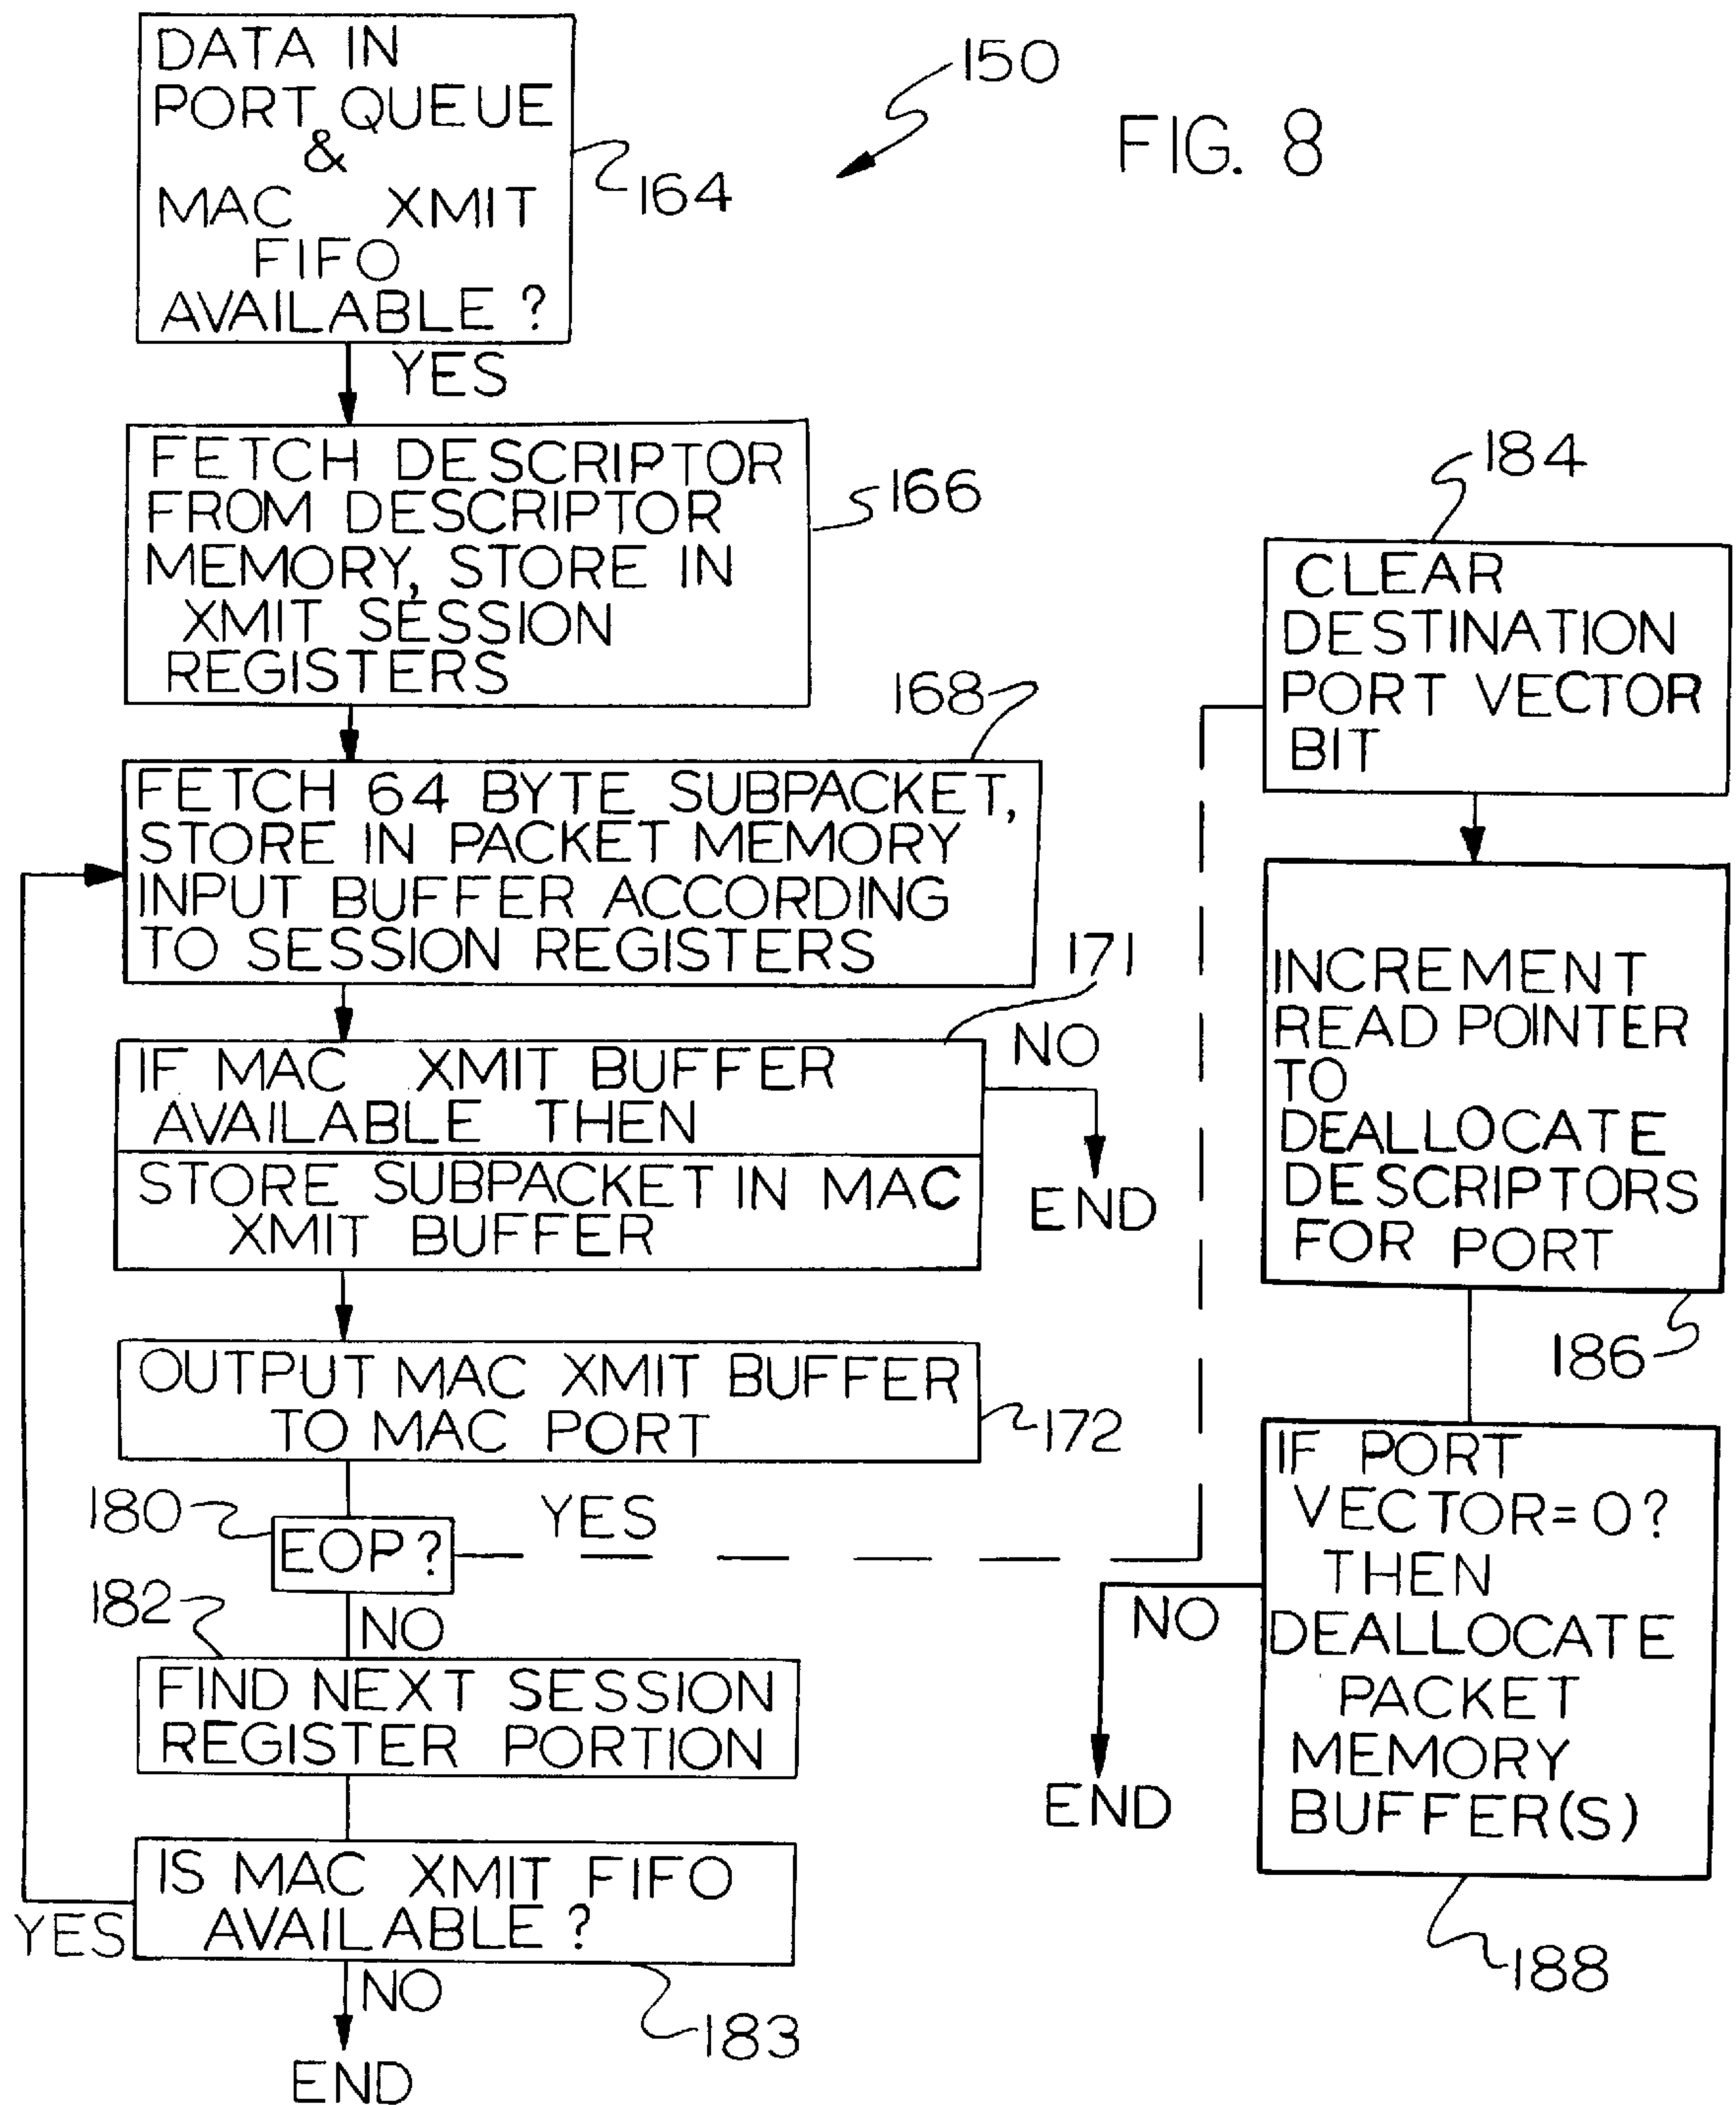 DATA IN
PORT QUEUE
&
MAC XMIT
FIFO
AVAILABLE ?
164
150
FIG. 8
YES
FETCH DESCRIPTOR
FROM DESCRIPTOR
MEMORY, STORE IN
XMIT SESSION
REGISTERS
166
168
FETCH 64 BYTE SUBPACKET,
STORE IN PACKET MEMORY
INPUT BUFFER ACCORDING
TO SESSION REGISTERS
171
IF MAC XMIT BUFFER
AVAILABLE THEN
NO
END
STORE SUBPACKET IN MAC
XMIT BUFFER
OUTPUT MAC XMIT BUFFER
TO MAC PORT
172
180
EOP?
YES
182
NO
FIND NEXT SESSION
REGISTER PORTION
IS MAC XMIT FIFO
AVAILABLE ?
YES
NO
183
END
184
CLEAR
DESTINATION
PORT VECTOR
BIT
INCREMENT
READ POINTER
TO
DEALLOCATE
DESCRIPTORS
FOR PORT
186
IF PORT
VECTOR=0?
THEN
DEALLOCATE
PACKET
MEMORY
BUFFER(S)
NO
END
188